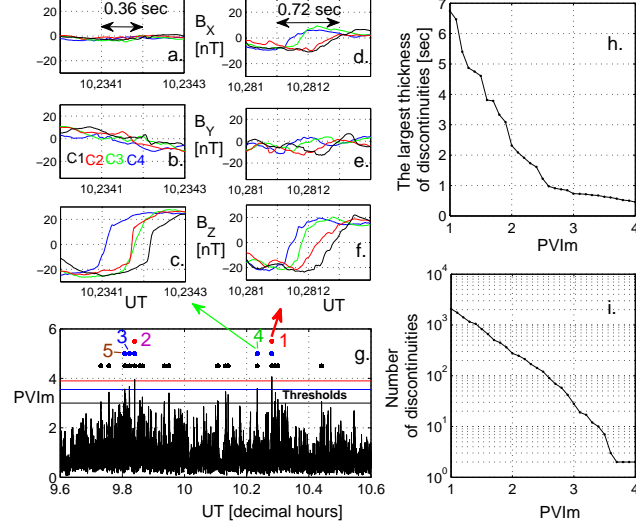 0.36 sec
20
0
−20
a.
10,2341
10,2343
B_X
[nT]
0.72 sec
20
0
−20
d.
10,281
10,2812
20
0
−20
b.
C1 C2 C3 C4
10,2341
10,2343
B_Y
[nT]
20
0
−20
e.
10,281
10,2812
20
0
−20
c.
10,2341
10,2343
UT
B_Z
[nT]
20
0
−20
f.
10,281
10,2812
UT
g.
6
4
2
0
PVIm
5
3
2
4
1
Thresholds
9.6
9.8
10
10.2
10.4
10.6
UT [decimal hours]
h.
The largest thickness
of discontinuities [sec]
7
6
5
4
3
2
1
0
1
2
3
4
PVIm
i.
Number
of discontinuities
10^4
10^3
10^2
10^1
10^0
1
2
3
4
PVIm